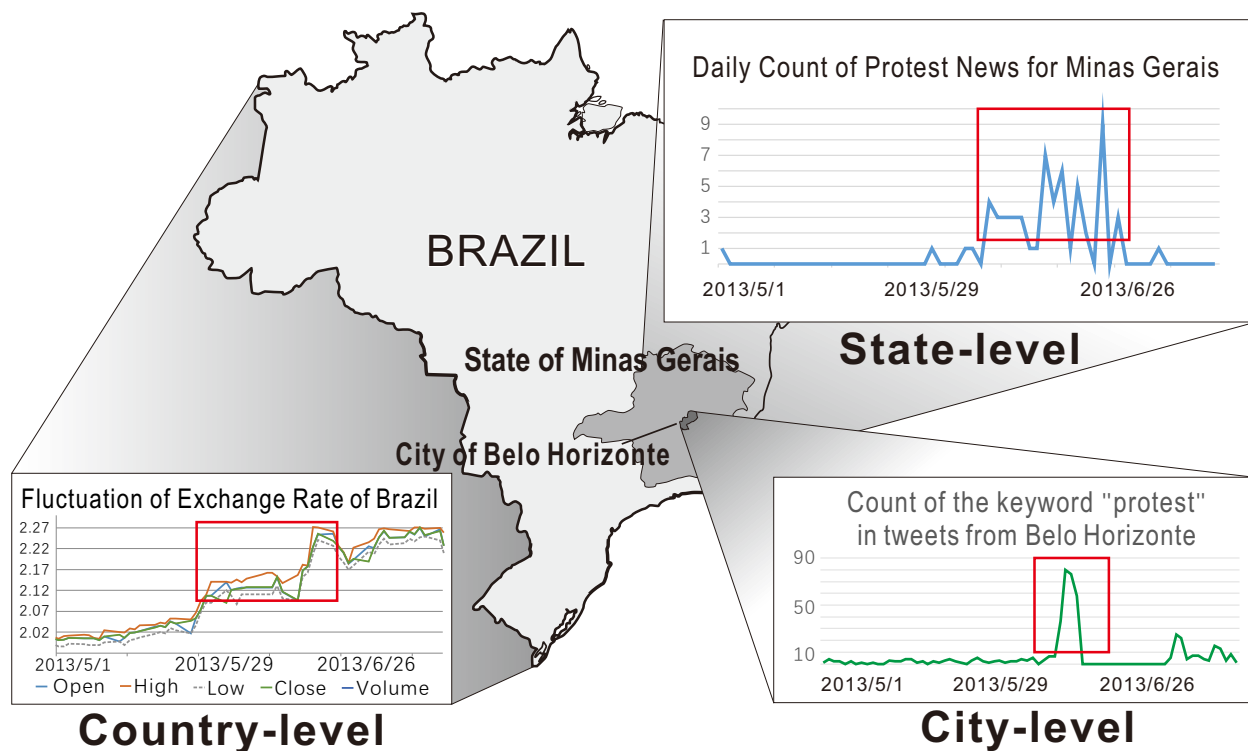 Daily Count of Protest News for Minas Gerais
9
7
5
3
1
2013/5/1 2013/5/29 2013/6/26
State-level
BRAZIL
State of Minas Gerais
City of Belo Horizonte
Fluctuation of Exchange Rate of Brazil
2.27
2.22
2.17
2.12
2.07
2.02
2013/5/1 2013/5/29 2013/6/26
Open High Low Close Volume
Country-level
Count of the keyword "protest"
in tweets from Belo Horizonte
90
50
10
2013/5/1 2013/5/29 2013/6/26
City-level